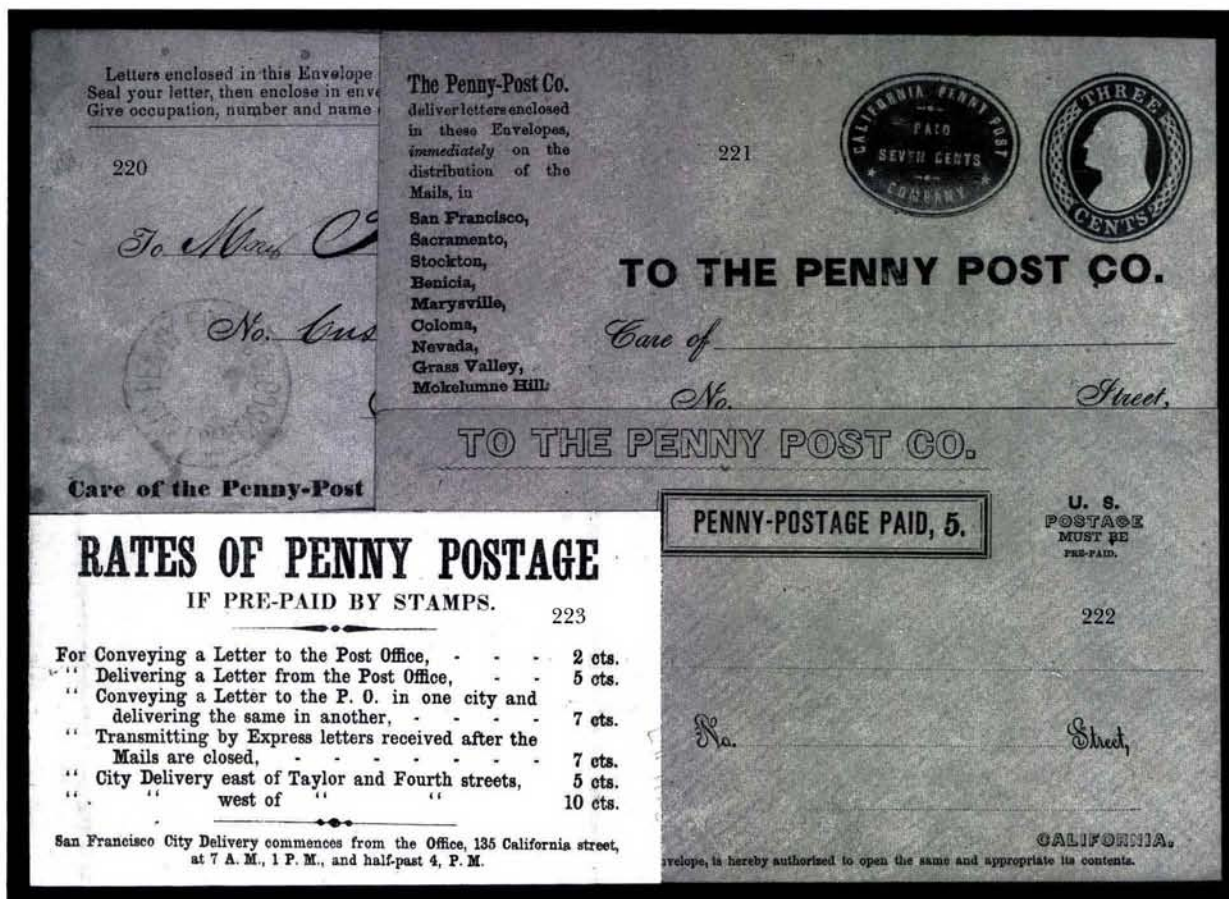 Letters enclosed in this Envelope
Seal your letter, then enclose in enve
Give occupation, number and name
220
To Mons
No. Cus
Care of the Penny-Post
The Penny-Post Co.
deliver letters enclosed
in these Envelopes,
immediately on the
distribution of the
Mails, in
San Francisco,
Sacramento,
Stockton,
Benicia,
Marysville,
Coloma,
Nevada,
Grass Valley,
Mokelumne Hill.
221
CALIFORNIA PENNY POST
PAID
SEVEN CENTS
COMPANY
THREE
CENTS
TO THE PENNY POST CO.
Care of
No. Street,
TO THE PENNY POST CO.
PENNY-POSTAGE PAID, 5.
U. S.
POSTAGE
MUST BE
PRE-PAID.
222
No. Street,
CALIFORNIA.
velope, is hereby authorized to open the same and appropriate its contents.
RATES OF PENNY POSTAGE
IF PRE-PAID BY STAMPS.
223
For Conveying a Letter to the Post Office, - - - 2 cts.
" Delivering a Letter from the Post Office, - - 5 cts.
" Conveying a Letter to the P. O. in one city and
delivering the same in another, - - - - 7 cts.
" Transmitting by Express letters received after the
Mails are closed, - - - - - - - 7 cts.
" City Delivery east of Taylor and Fourth streets, 5 cts.
" " west of " " 10 cts.
San Francisco City Delivery commences from the Office, 135 California street,
at 7 A. M., 1 P. M., and half-past 4, P. M.